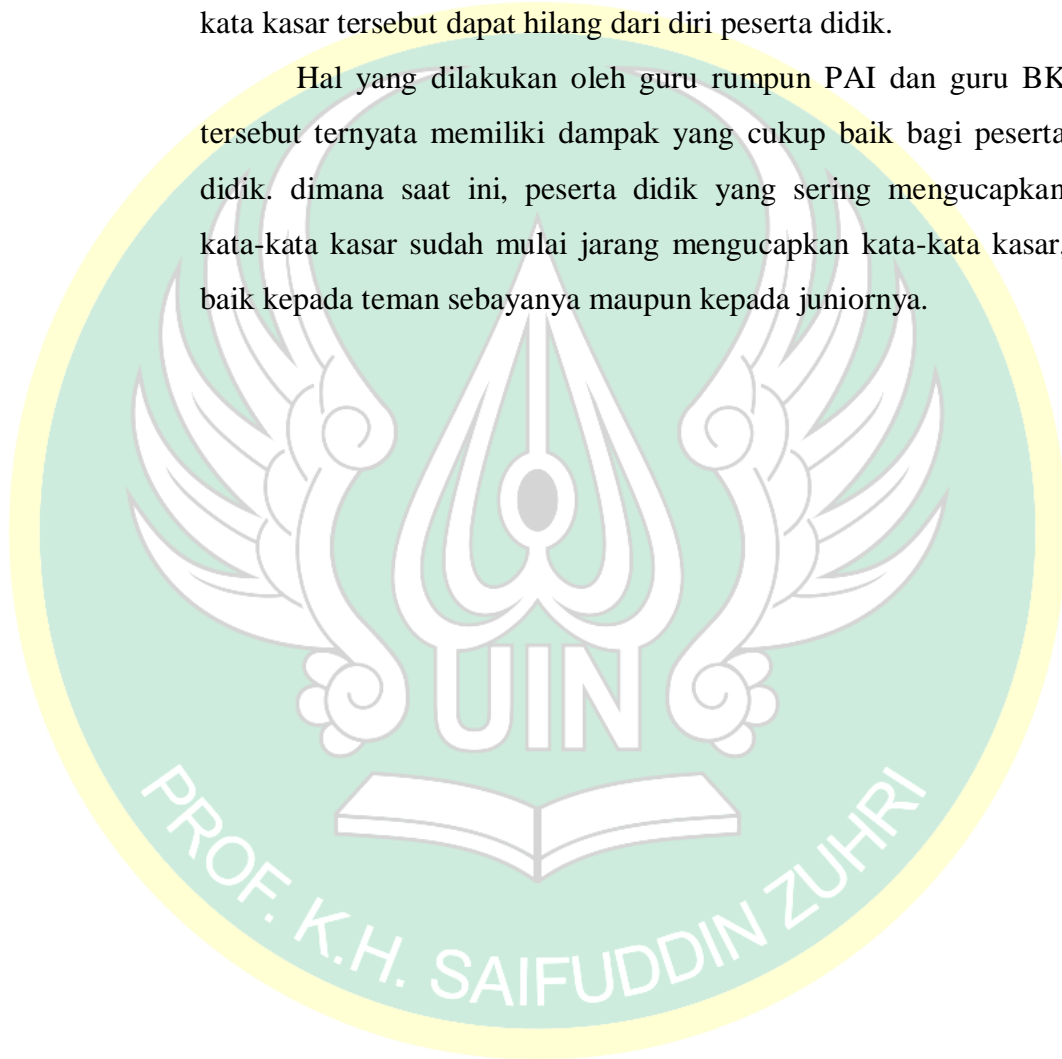 kata kasar tersebut dapat hilang dari diri peserta didik.
Hal yang dilakukan oleh guru rumpun PAI dan guru BK
tersebut ternyata memiliki dampak yang cukup baik bagi peserta
didik. dimana saat ini, peserta didik yang sering mengucapkan
kata-kata kasar sudah mulai jarang mengucapkan kata-kata kasar,
baik kepada teman sebayanya maupun kepada juniornya.
UIN
PROF. K.H. SAIFUDDIN ZUHRI